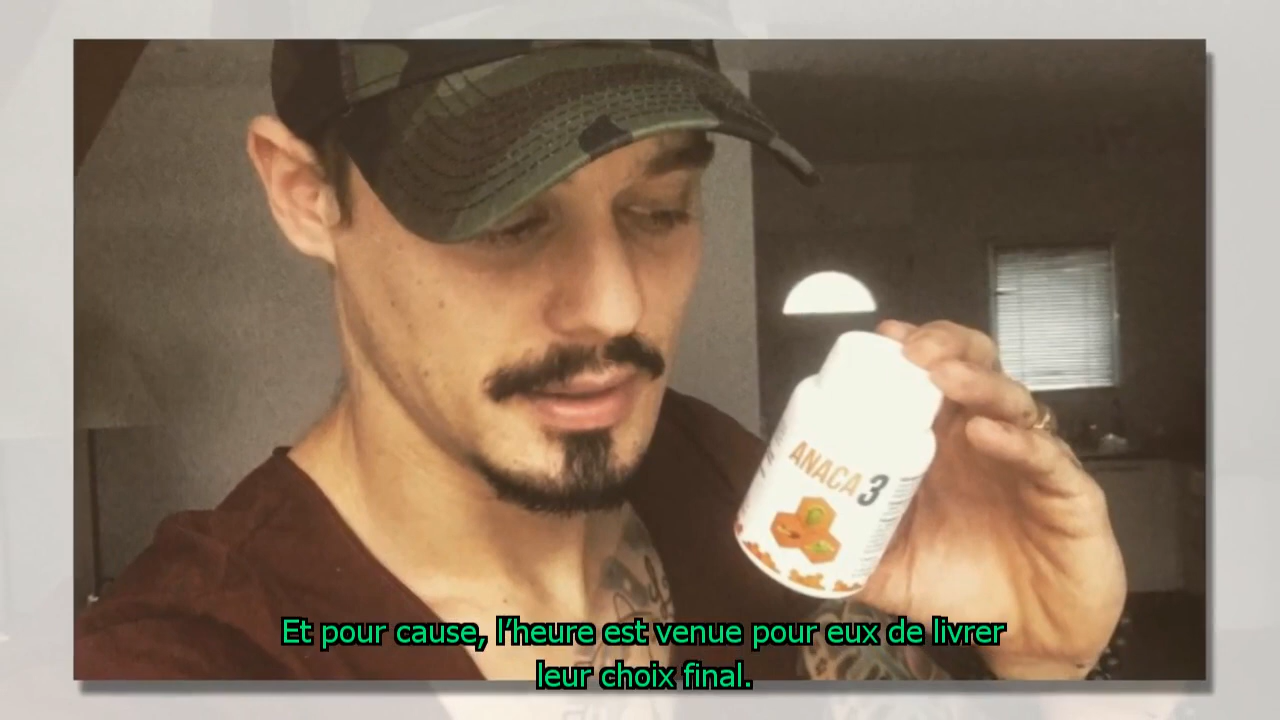 ANACA3
Et pour cause, l'heure est venue pour eux de livrer
leur choix final.